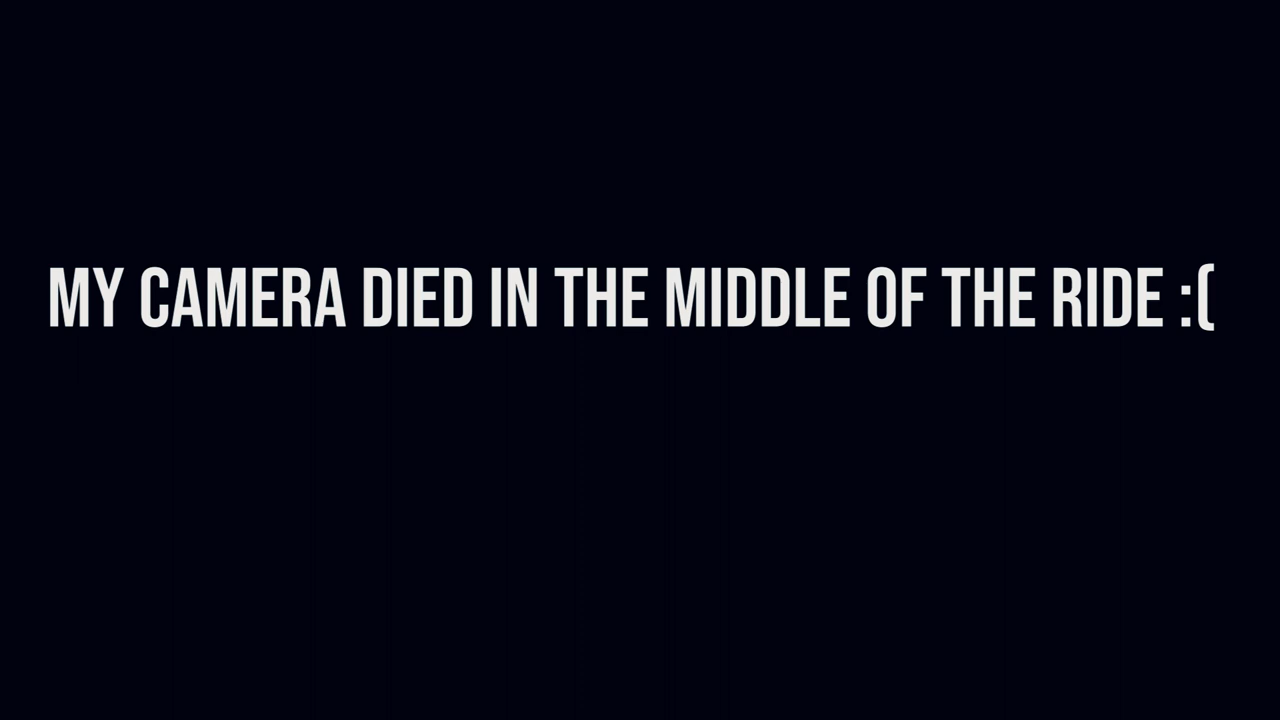 MY CAMERA DIED IN THE MIDDLE OF THE RIDE :(